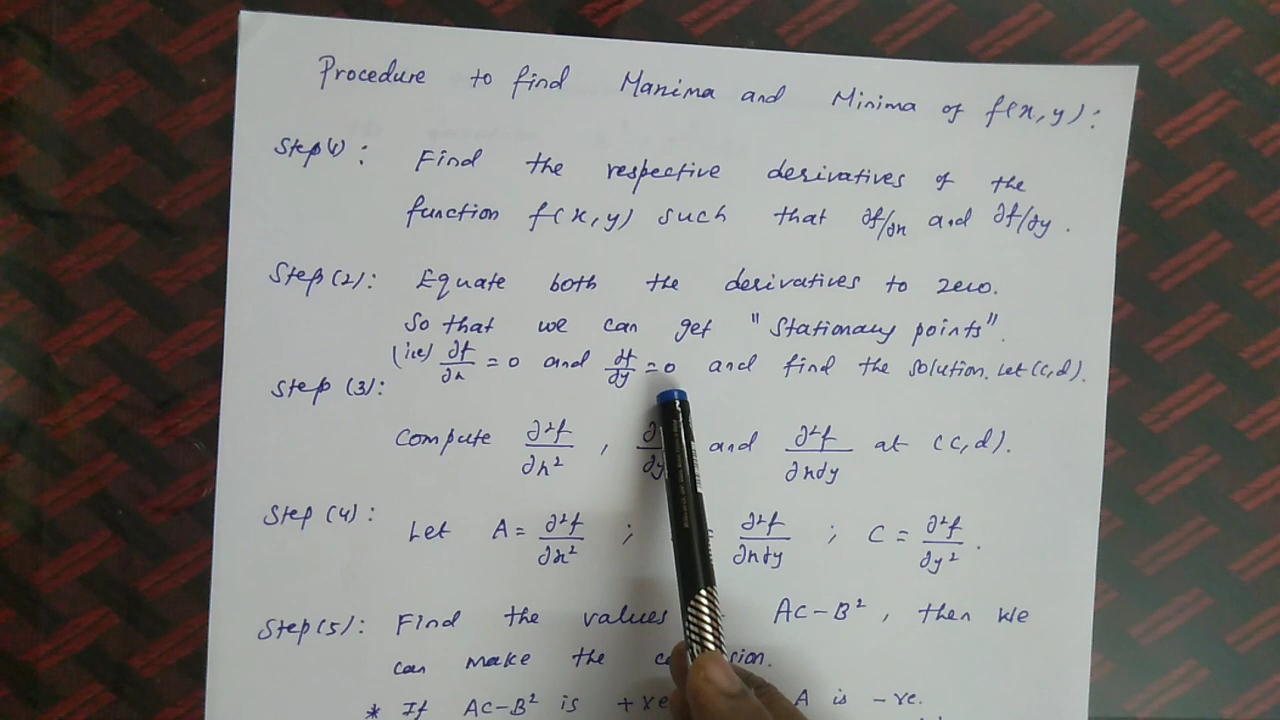 Procedure to find Maxima and Minima of f(x,y):
Step(1): Find the respective derivatives of the
function f(x,y) such that ∂f/∂x and ∂f/∂y.
Step(2): Equate both the derivatives to zero.
So that we can get "Stationary points".
(i.e) ∂f/∂x = 0 and ∂f/∂y = 0 and find the solution. Let (c,d).
Step (3):
Compute ∂²f/∂x² , and ∂²f/∂x∂y at (c,d).
Step (4): Let A = ∂²f/∂x² ; = ∂²f/∂x∂y ; C = ∂²f/∂y² .
Step(5): Find the values AC-B², then we
can make the
* If AC-B² is +ve A is -ve.